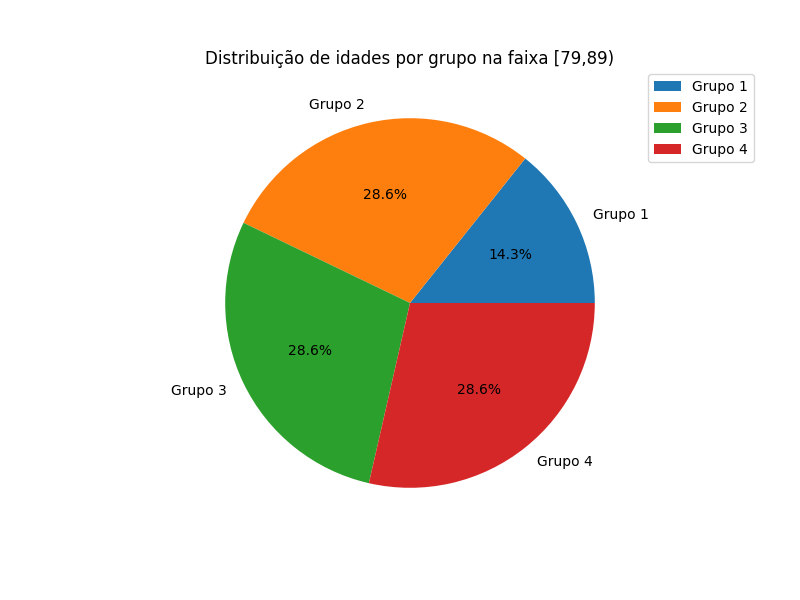 Distribuição de idades por grupo na faixa [79,89)
Grupo 1
Grupo 2
Grupo 3
Grupo 4
Grupo 2
28.6%
Grupo 1
14.3%
28.6%
Grupo 3
28.6%
Grupo 4